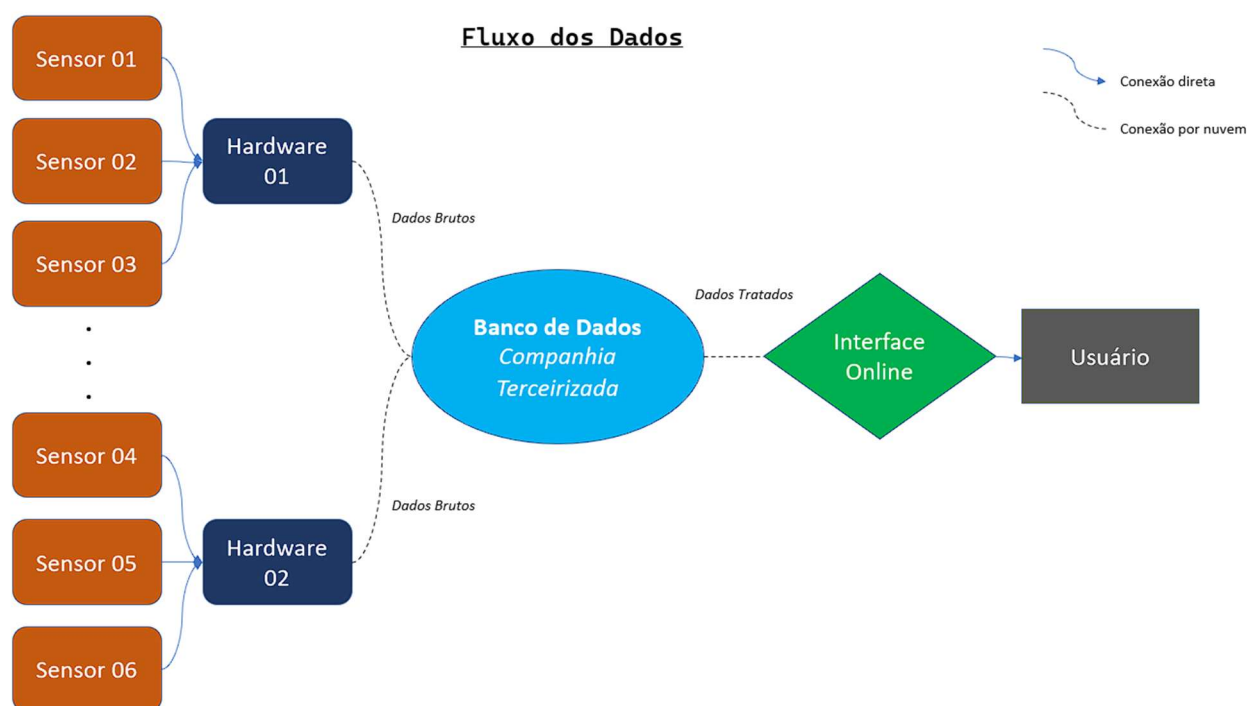 Fluxo dos Dados
Conexão direta
Conexão por nuvem
Sensor 01
Sensor 02
Sensor 03
Hardware
01
Dados Brutos
.
.
.
Sensor 04
Sensor 05
Sensor 06
Hardware
02
Dados Brutos
Banco de Dados
Companhia
Terceirizada
Dados Tratados
Interface
Online
Usuário